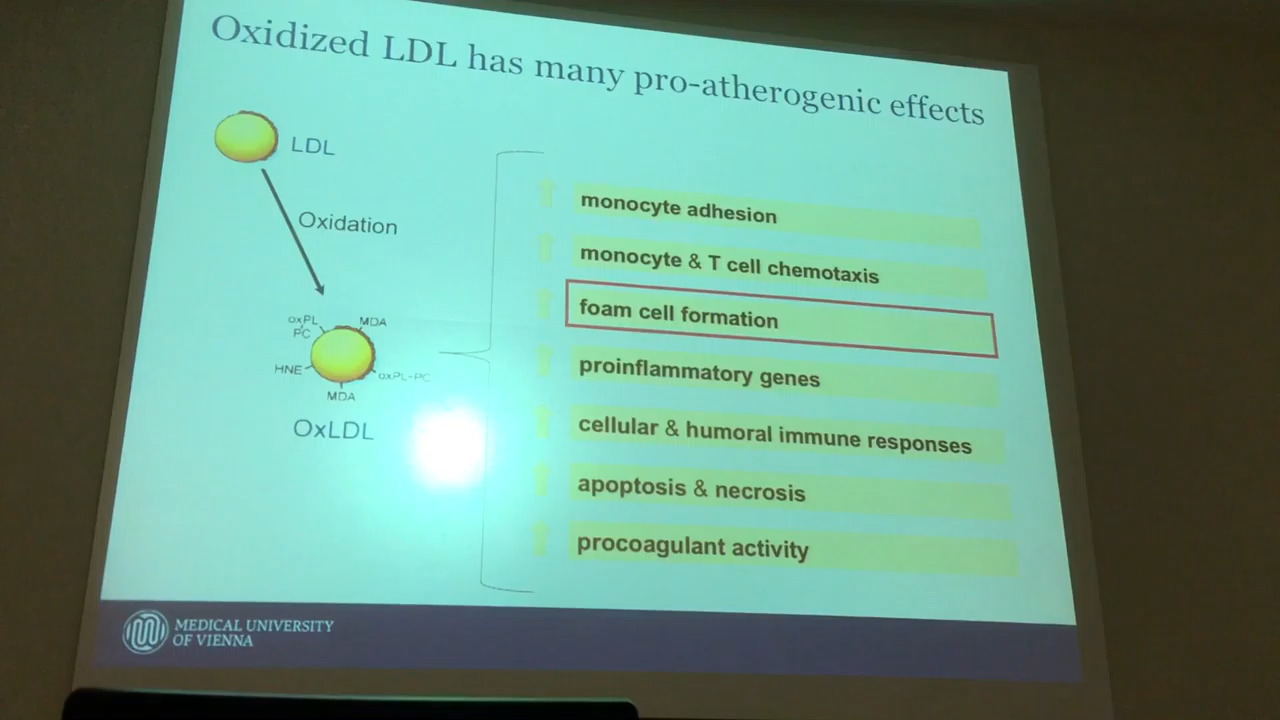 Oxidized LDL has many pro-atherogenic effects
LDL
Oxidation
oxPL
PC
MDA
HNE
oxPL-PC
MDA
OxLDL
monocyte adhesion
monocyte & T cell chemotaxis
foam cell formation
proinflammatory genes
cellular & humoral immune responses
apoptosis & necrosis
procoagulant activity
MEDICAL UNIVERSITY
OF VIENNA